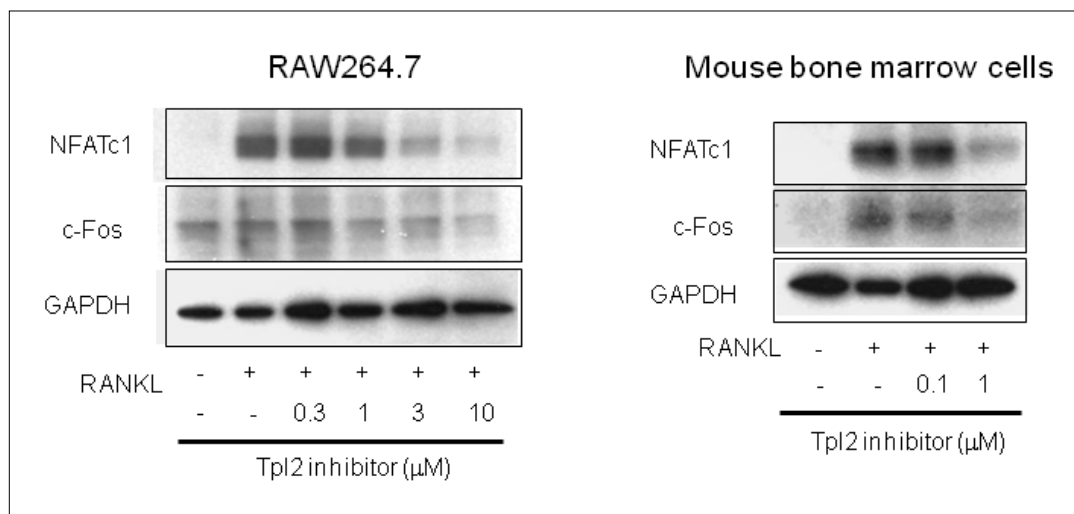 RAW264.7
NFATc1
c-Fos
GAPDH
RANKL - + + + + +
- - 0.3 1 3 10
Tpl2 inhibitor (μM)
Mouse bone marrow cells
NFATc1
c-Fos
GAPDH
RANKL - + + +
- - 0.1 1
Tpl2 inhibitor (μM)